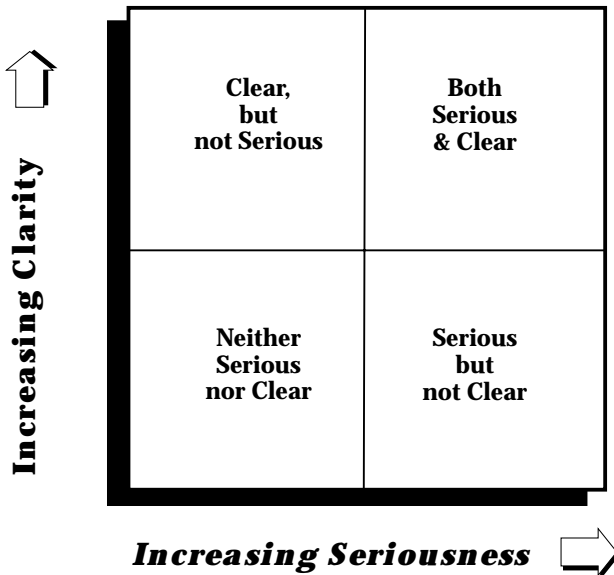 Clear,
but
not Serious
Both
Serious
& Clear
Increasing Clarity
Neither
Serious
nor Clear
Serious
but
not Clear
Increasing Seriousness